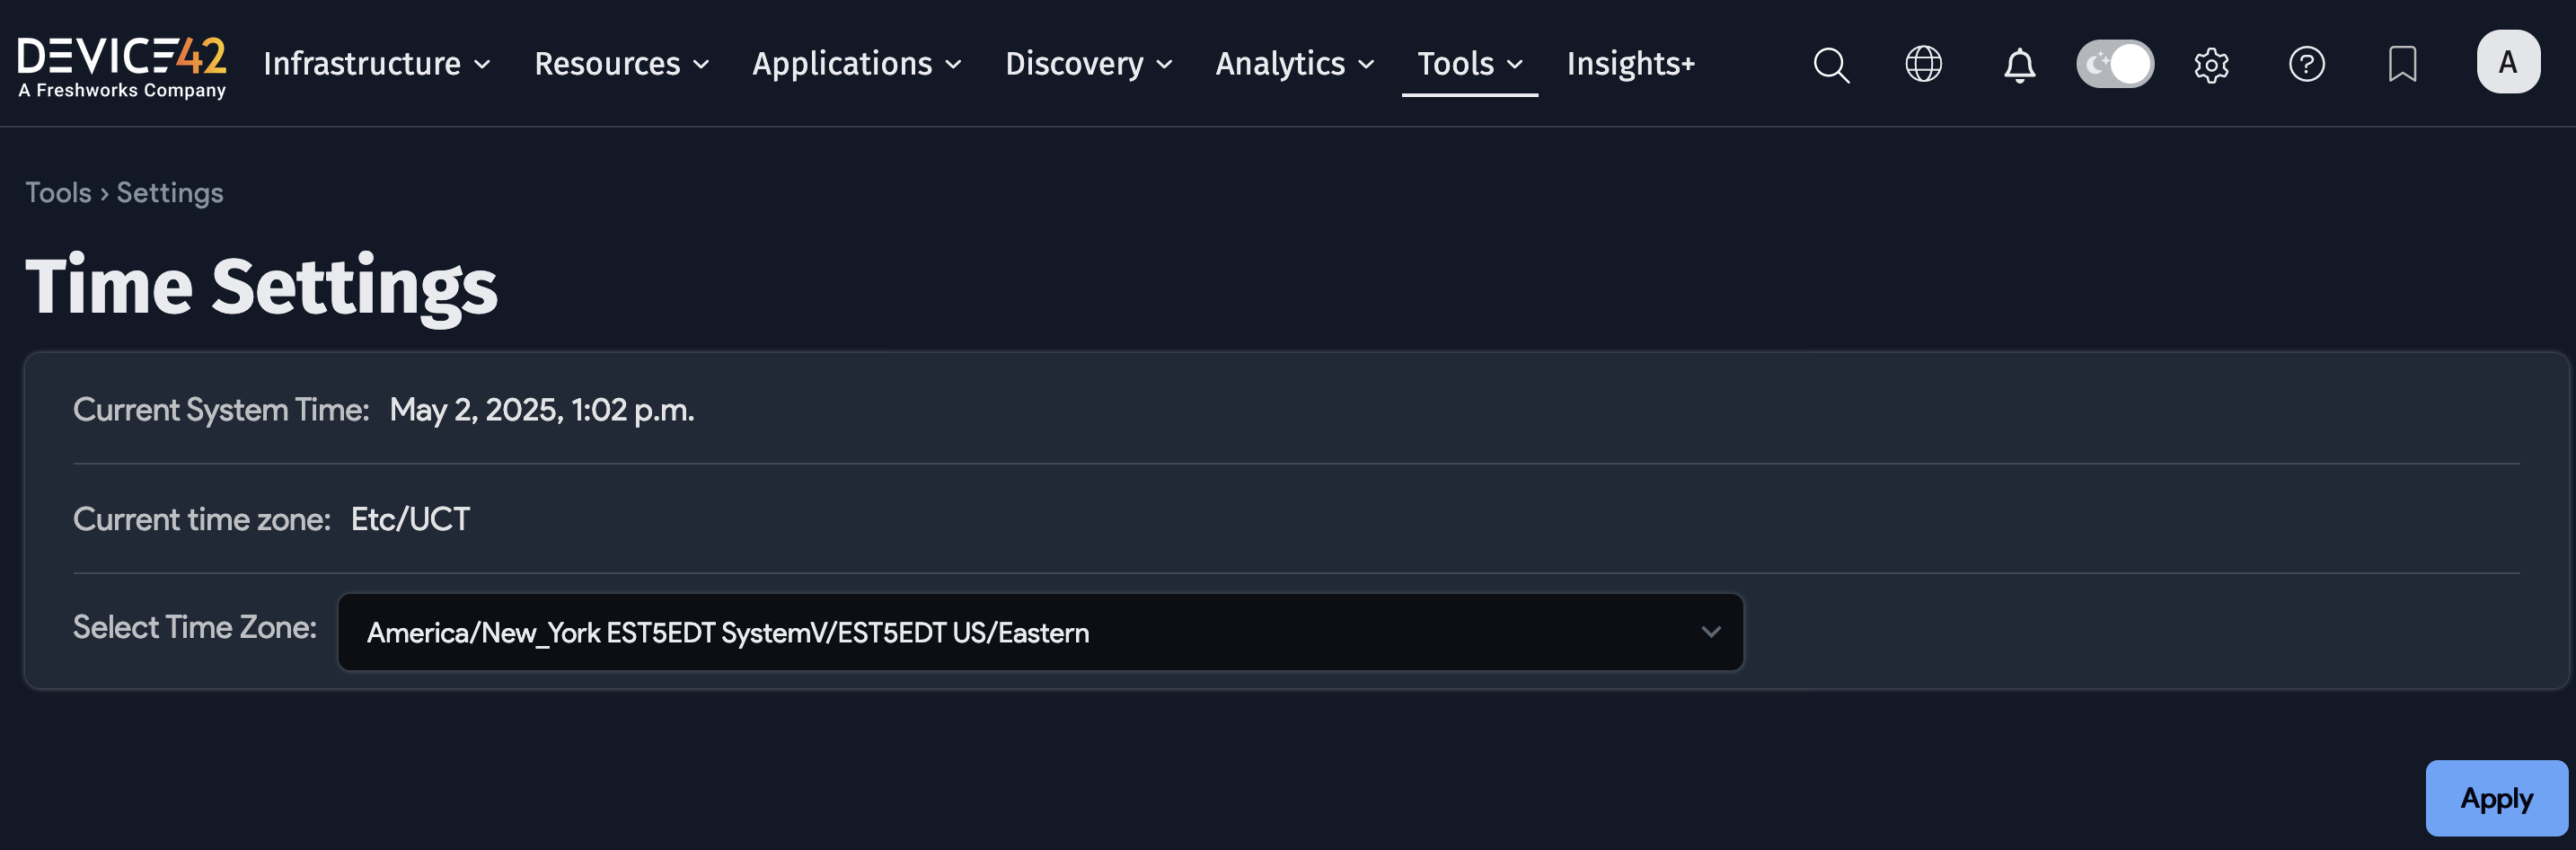 DEVICE42
A Freshworks Company
Infrastructure
Resources
Applications
Discovery
Analytics
Tools
Insights+
?
A
Tools › Settings
Time Settings
Current System Time: May 2, 2025, 1:02 p.m.
Current time zone: Etc/UCT
Select Time Zone: America/New_York EST5EDT SystemV/EST5EDT US/Eastern
Apply